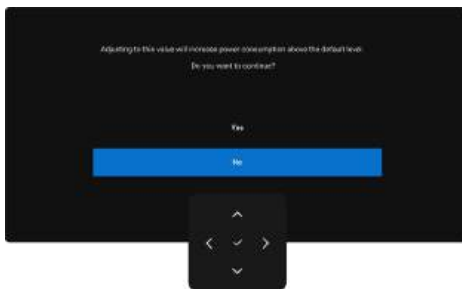 Adjusting to this value will increase power consumption above the default level.
Do you want to continue?
Yes
No